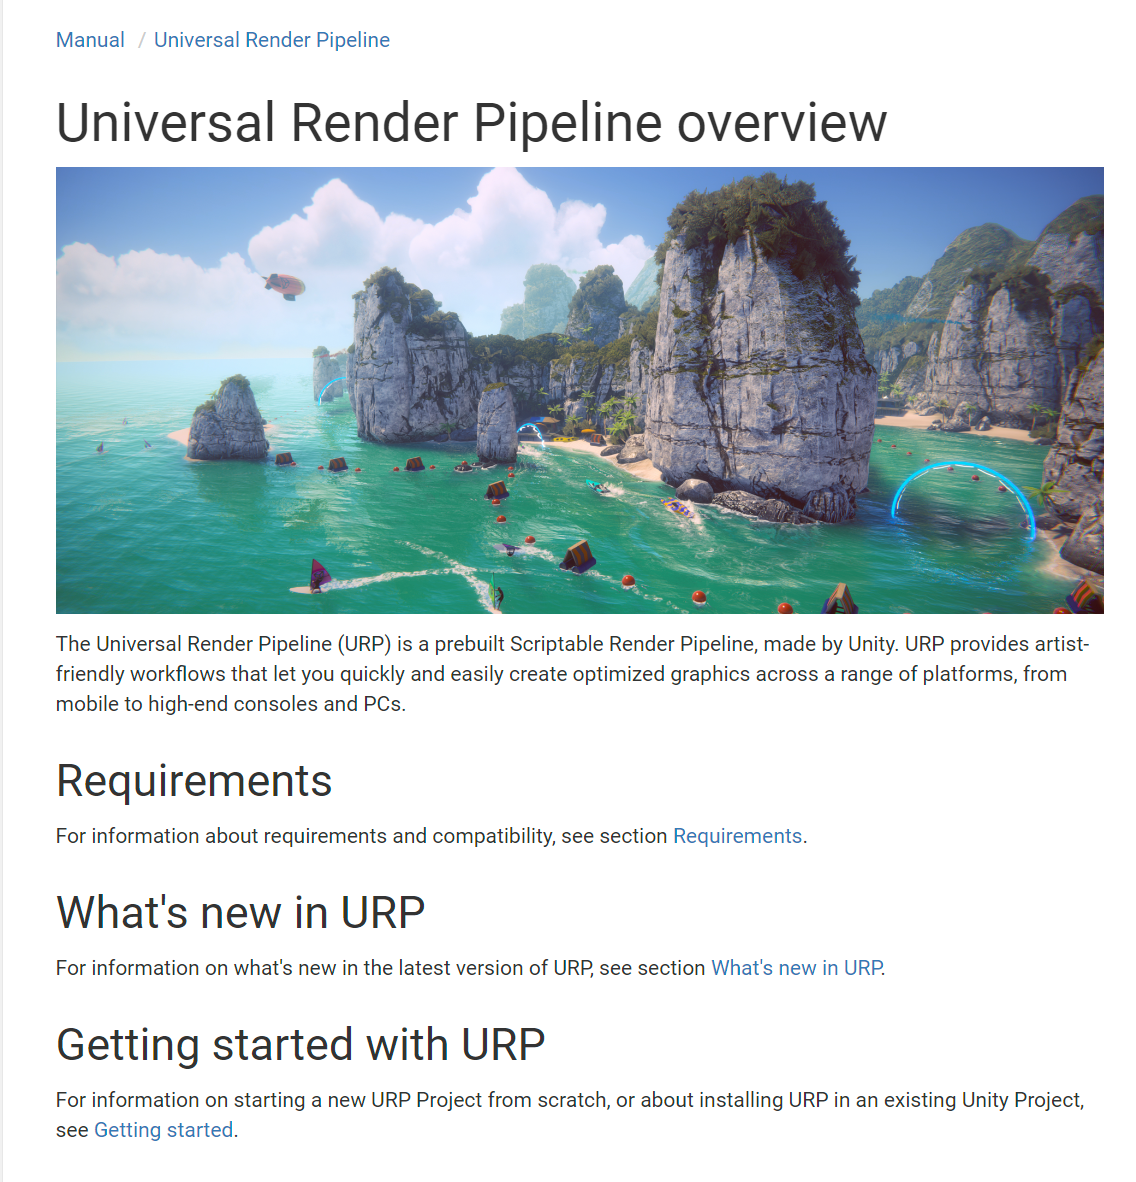 Manual / Universal Render Pipeline
Universal Render Pipeline overview
The Universal Render Pipeline (URP) is a prebuilt Scriptable Render Pipeline, made by Unity. URP provides artist-
friendly workflows that let you quickly and easily create optimized graphics across a range of platforms, from
mobile to high-end consoles and PCs.
Requirements
For information about requirements and compatibility, see section Requirements.
What's new in URP
For information on what's new in the latest version of URP, see section What's new in URP.
Getting started with URP
For information on starting a new URP Project from scratch, or about installing URP in an existing Unity Project,
see Getting started.